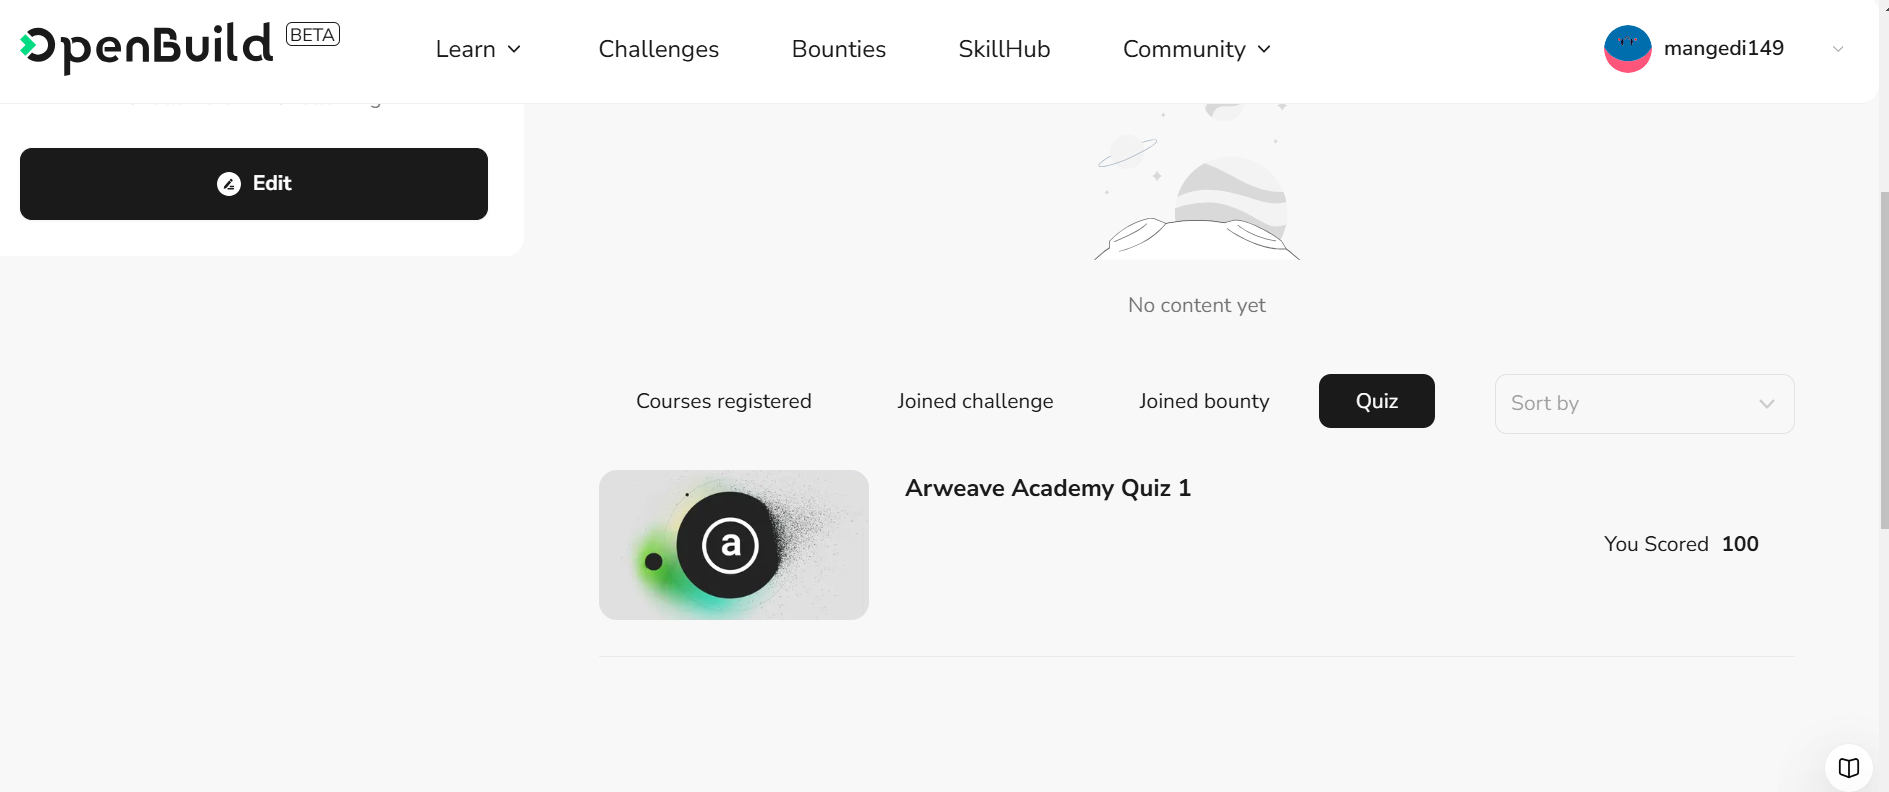 OpenBuild BETA
Learn
Challenges
Bounties
SkillHub
Community
mangedi149
Edit
No content yet
Courses registered
Joined challenge
Joined bounty
Quiz
Sort by
a
Arweave Academy Quiz 1
You Scored 100